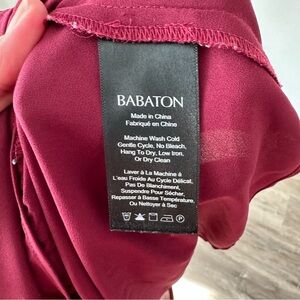 BABATON
Made in China
Fabriqué en Chine
Machine Wash Cold
Gentle Cycle, No Bleach,
Hang To Dry, Low Iron,
Or Dry Clean
Laver à La Machine à
L'eau Froide Au Cycle Délicat,
Pas De Blanchiment,
Suspendre Pour Sécher,
Repasser à Basse Température,
Ou Nettoyer à Sec